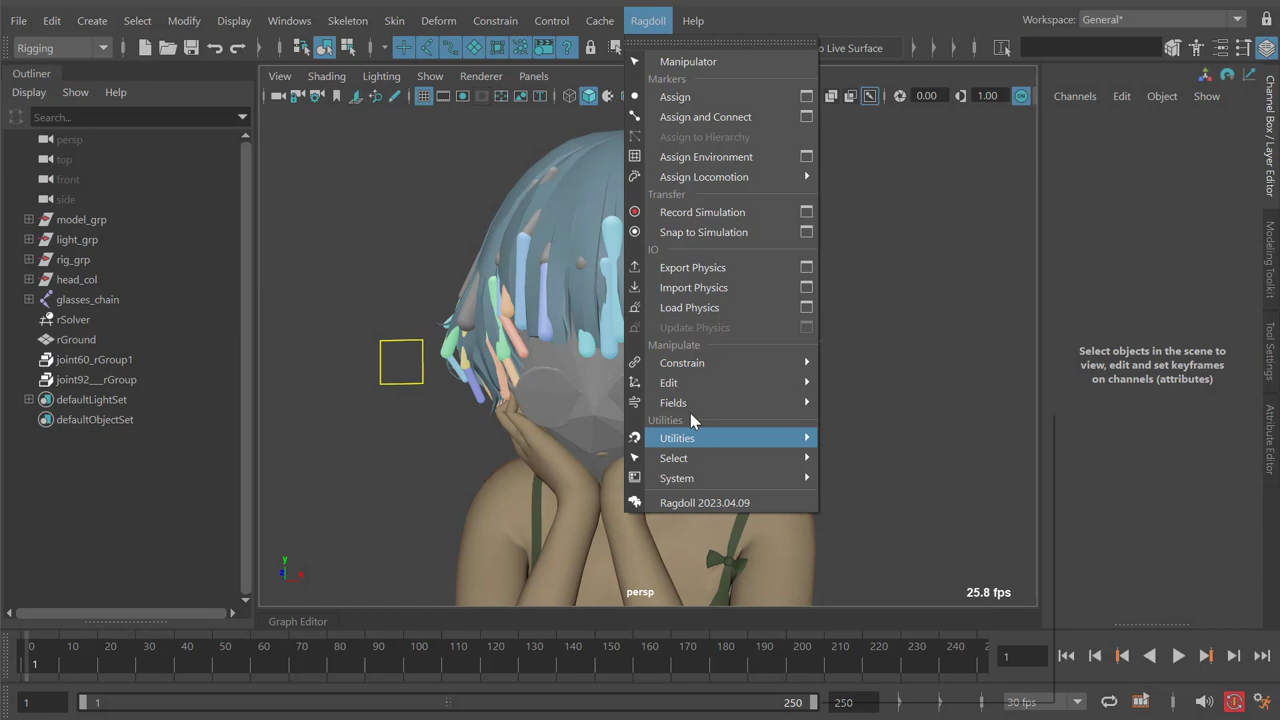 File Edit Create Select Modify Display Windows Skeleton Skin Deform Constrain Control Cache Ragdoll Help
Workspace: General*
Rigging
o Live Surface
Outliner
Display Show Help
Search...
persp
top
front
side
model_grp
light_grp
rig_grp
head_col
glasses_chain
rSolver
rGround
joint60_rGroup1
joint92___rGroup
defaultLightSet
defaultObjectSet
View Shading Lighting Show Renderer Panels
0.00 1.00 ON
Manipulator
Markers
Assign
Assign and Connect
Assign to Hierarchy
Assign Environment
Assign Locomotion
Transfer
Record Simulation
Snap to Simulation
IO
Export Physics
Import Physics
Load Physics
Update Physics
Manipulate
Constrain
Edit
Fields
Utilities
Utilities
Select
System
Ragdoll 2023.04.09
y
z x
persp
25.8 fps
Channels Edit Object Show
Select objects in the scene to
view, edit and set keyframes
on channels (attributes)
Channel Box / Layer Editor
Modeling Toolkit
Tool Settings
Attribute Editor
Graph Editor
0 10 20 30 40 50 60 70 80 90 100 110 120 130 140 150 160 170 180 190 200 210 220 230 240 2
1
1
1 1 250 250 30 fps